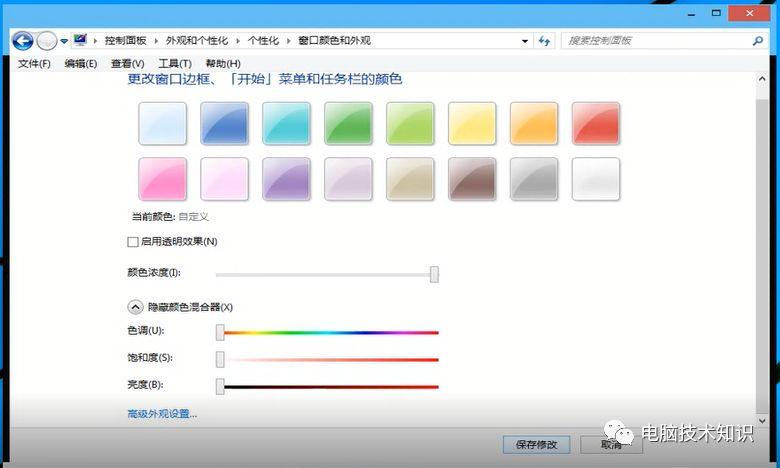 控制面板 外观和个性化 个性化 窗口颜色和外观 搜索控制面板
文件(F) 编辑(E) 查看(V) 工具(T) 帮助(H)
更改窗口边框、「开始」菜单和任务栏的颜色
当前颜色: 自定义
启用透明效果(N)
颜色浓度(I):
隐藏颜色混合器(X)
色调(U):
饱和度(S):
亮度(B):
高级外观设置...
保存修改 取消
电脑技术知识